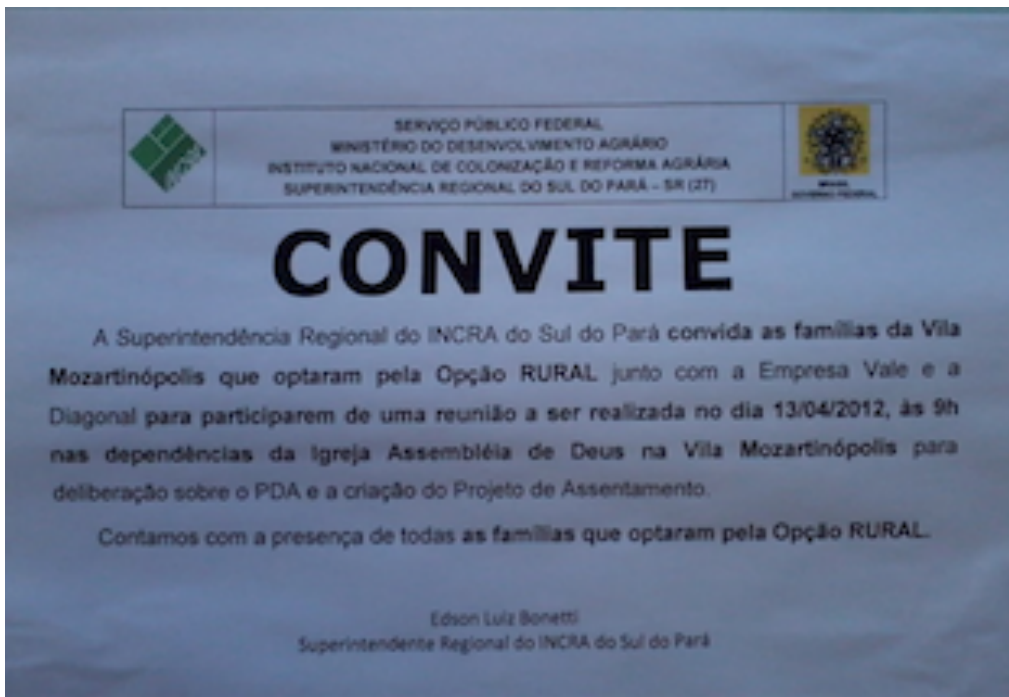 SERVIÇO PÚBLICO FEDERAL
MINISTÉRIO DO DESENVOLVIMENTO AGRÁRIO
INSTITUTO NACIONAL DE COLONIZAÇÃO E REFORMA AGRÁRIA
SUPERINTENDÊNCIA REGIONAL DO SUL DO PARÁ – SR (27)
INCRA
BRASIL
GOVERNO FEDERAL
CONVITE
A Superintendência Regional do INCRA do Sul do Pará convida as famílias da Vila
Mozartinópolis que optaram pela Opção RURAL junto com a Empresa Vale e a
Diagonal para participarem de uma reunião a ser realizada no dia 13/04/2012, às 9h
nas dependências da Igreja Assembléia de Deus na Vila Mozartinópolis para
deliberação sobre o PDA e a criação do Projeto de Assentamento.
Contamos com a presença de todas as famílias que optaram pela Opção RURAL.
Edson Luiz Bonetti
Superintendente Regional do INCRA do Sul do Pará